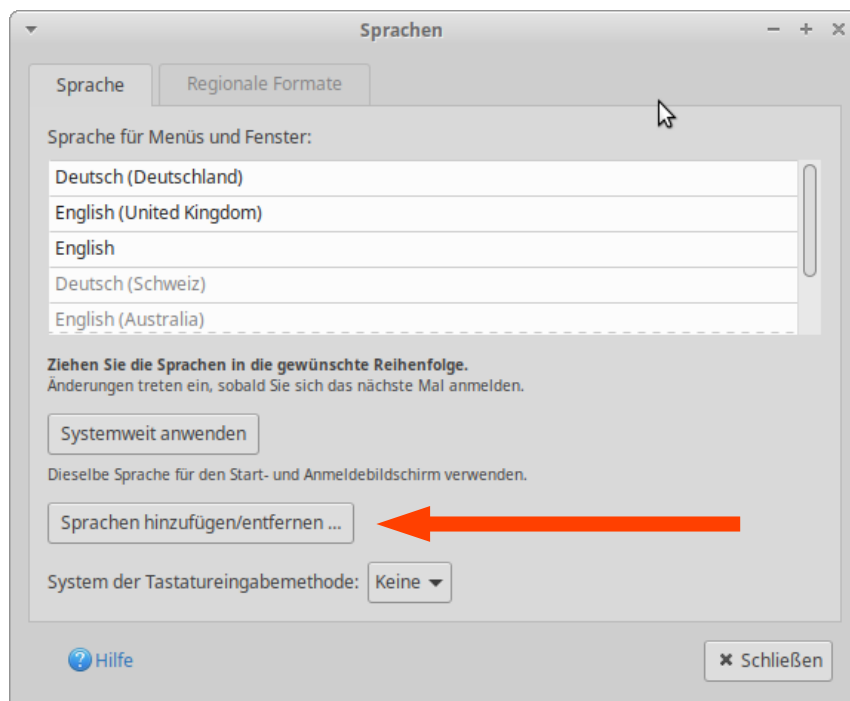 Sprachen
Sprache
Regionale Formate
Sprache für Menüs und Fenster:
Deutsch (Deutschland)
English (United Kingdom)
English
Deutsch (Schweiz)
English (Australia)
Ziehen Sie die Sprachen in die gewünschte Reihenfolge.
Änderungen treten ein, sobald Sie sich das nächste Mal anmelden.
Systemweit anwenden
Dieselbe Sprache für den Start- und Anmeldebildschirm verwenden.
Sprachen hinzufügen/entfernen ...
System der Tastatureingabemethode: Keine
Hilfe
Schließen